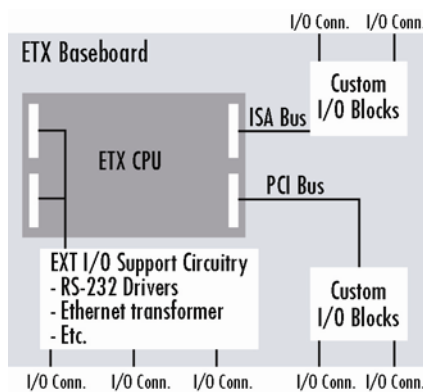 I/O Conn. I/O Conn.
ETX Baseboard
Custom
I/O Blocks
ISA Bus
ETX CPU
PCI Bus
EXT I/O Support Circuitry
- RS-232 Drivers
- Ethernet transformer
- Etc.
Custom
I/O Blocks
I/O Conn. I/O Conn. I/O Conn. I/O Conn. I/O Conn.